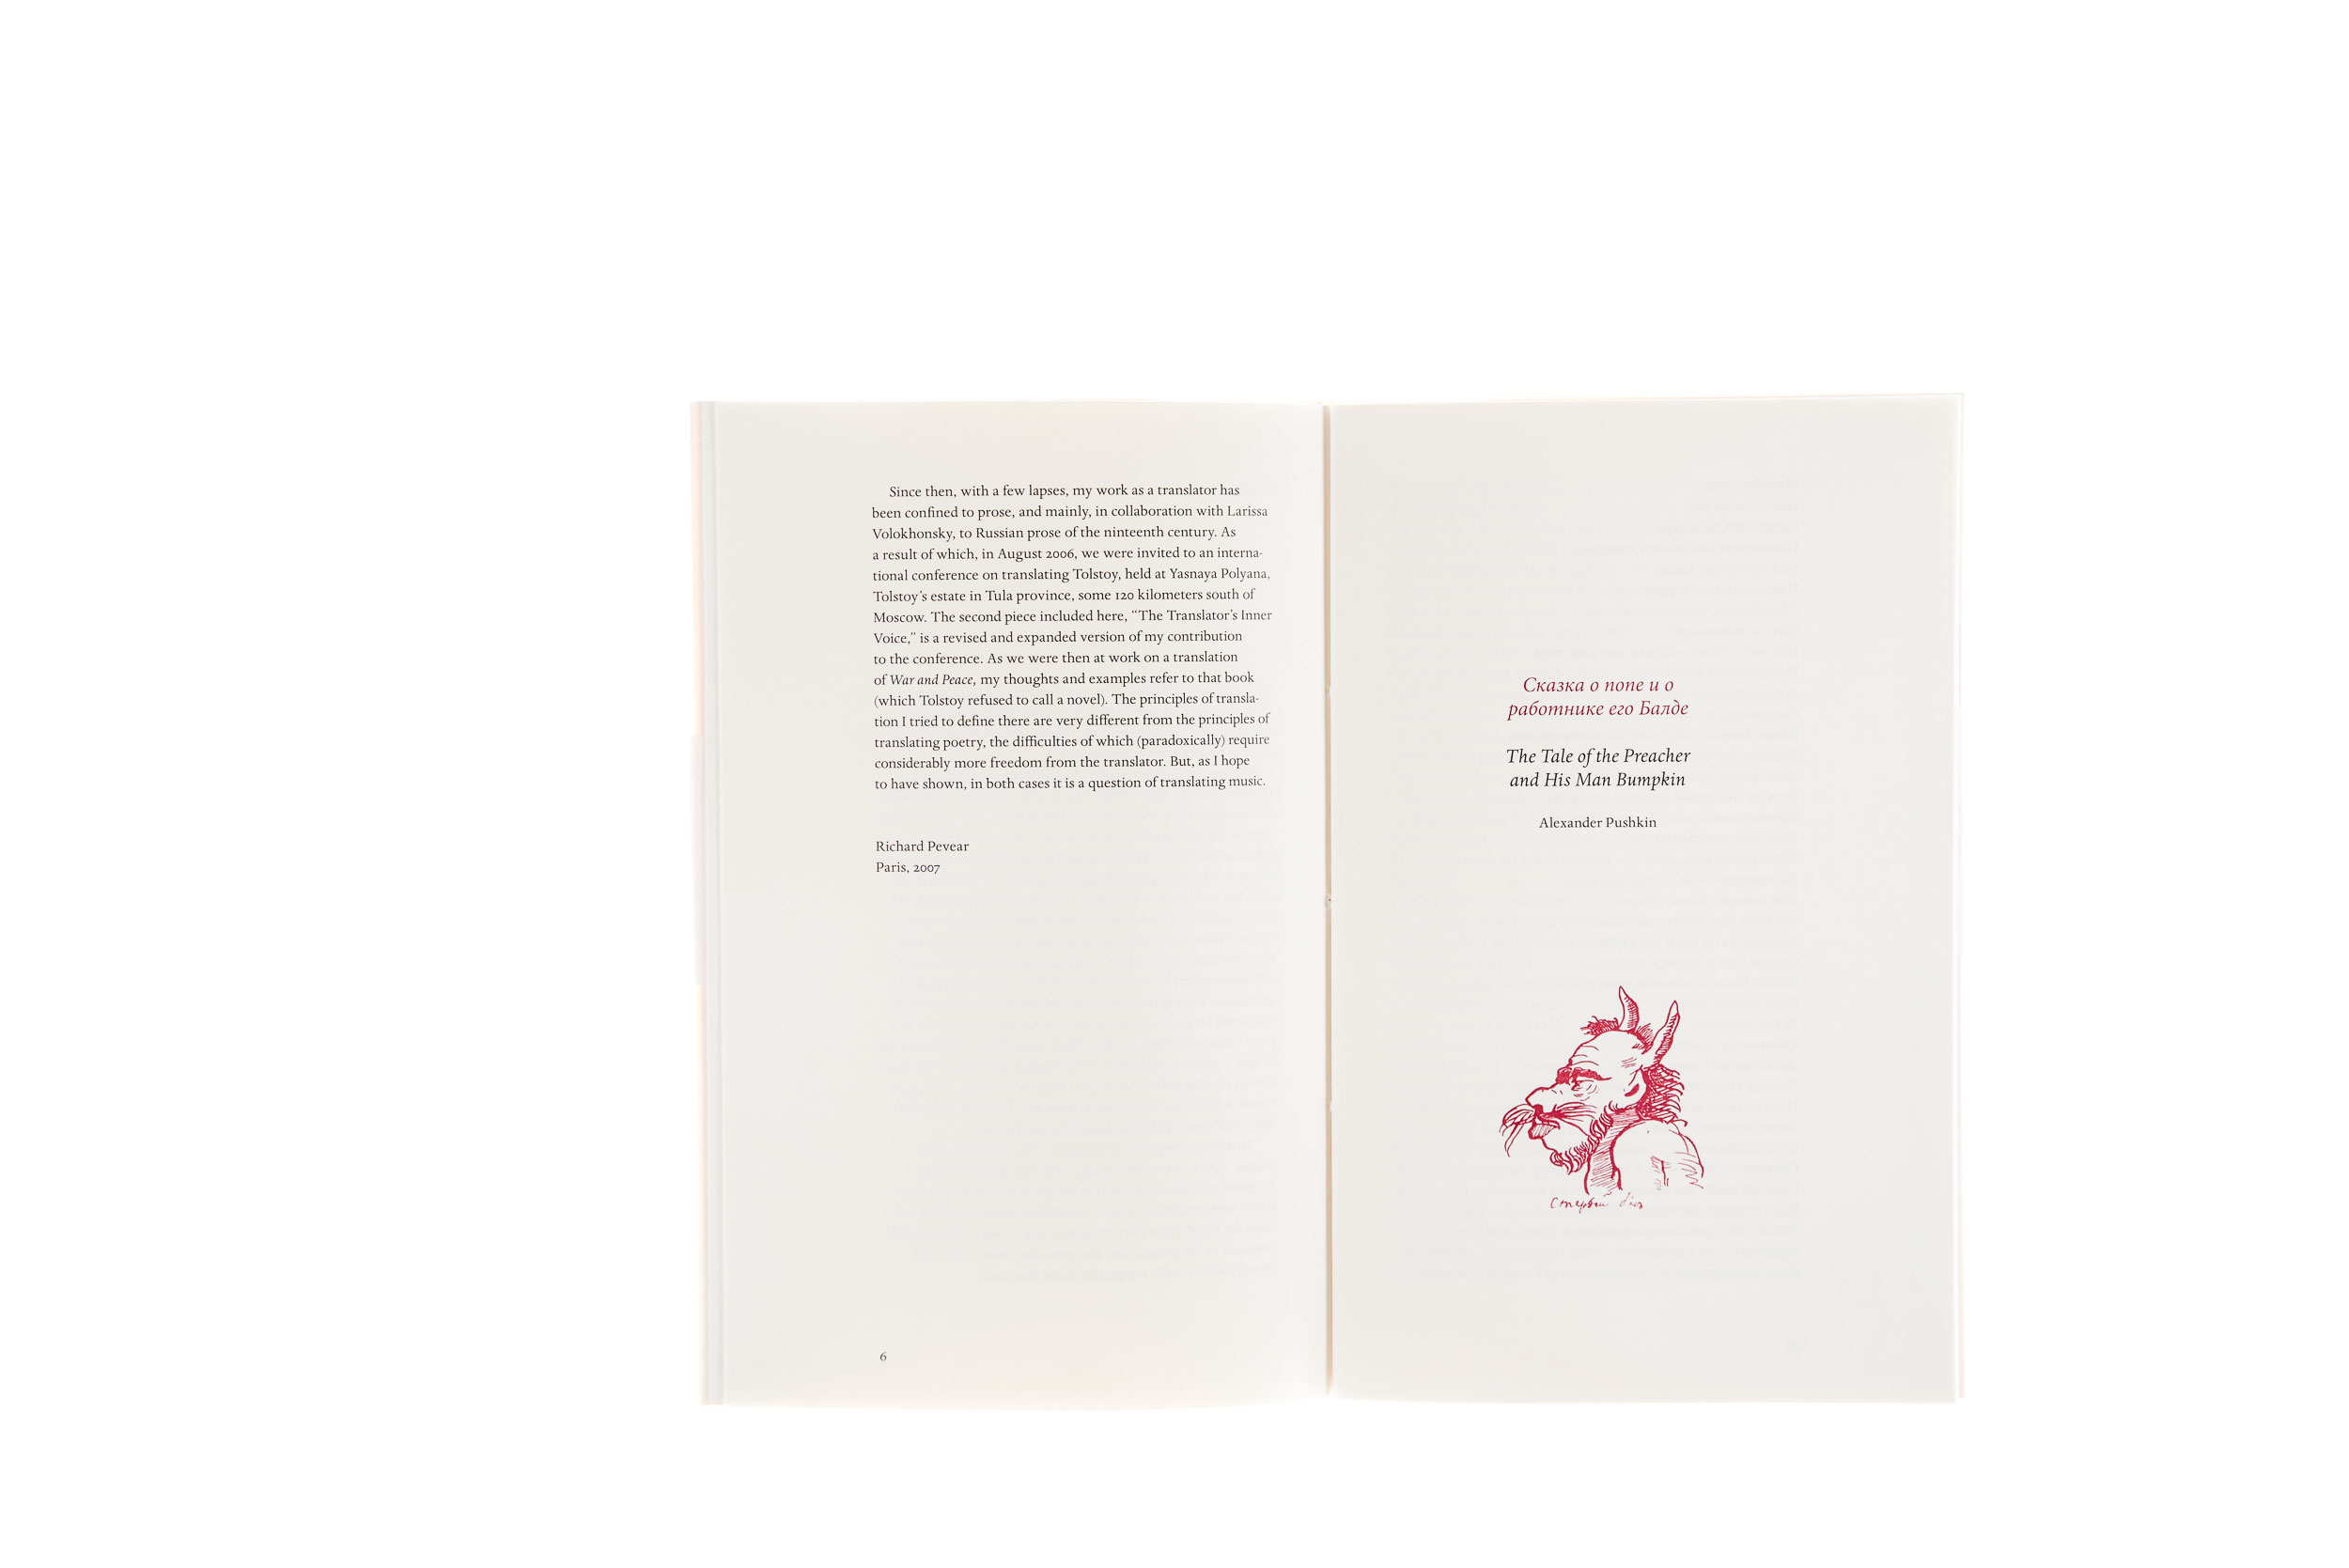 Since then, with a few lapses, my work as a translator has
been confined to prose, and mainly, in collaboration with Larissa
Volokhonsky, to Russian prose of the ninteenth century. As
a result of which, in August 2006, we were invited to an interna-
tional conference on translating Tolstoy, held at Yasnaya Polyana,
Tolstoy's estate in Tula province, some 120 kilometers south of
Moscow. The second piece included here, “The Translator's Inner
Voice,” is a revised and expanded version of my contribution
to the conference. As we were then at work on a translation
of War and Peace, my thoughts and examples refer to that book
(which Tolstoy refused to call a novel). The principles of transla-
tion I tried to define there are very different from the principles of
translating poetry, the difficulties of which (paradoxically) require
considerably more freedom from the translator. But, as I hope
to have shown, in both cases it is a question of translating music.
Richard Pevear
Paris, 2007
6
Сказка о попе и о
работнике его Балде
The Tale of the Preacher
and His Man Bumpkin
Alexander Pushkin